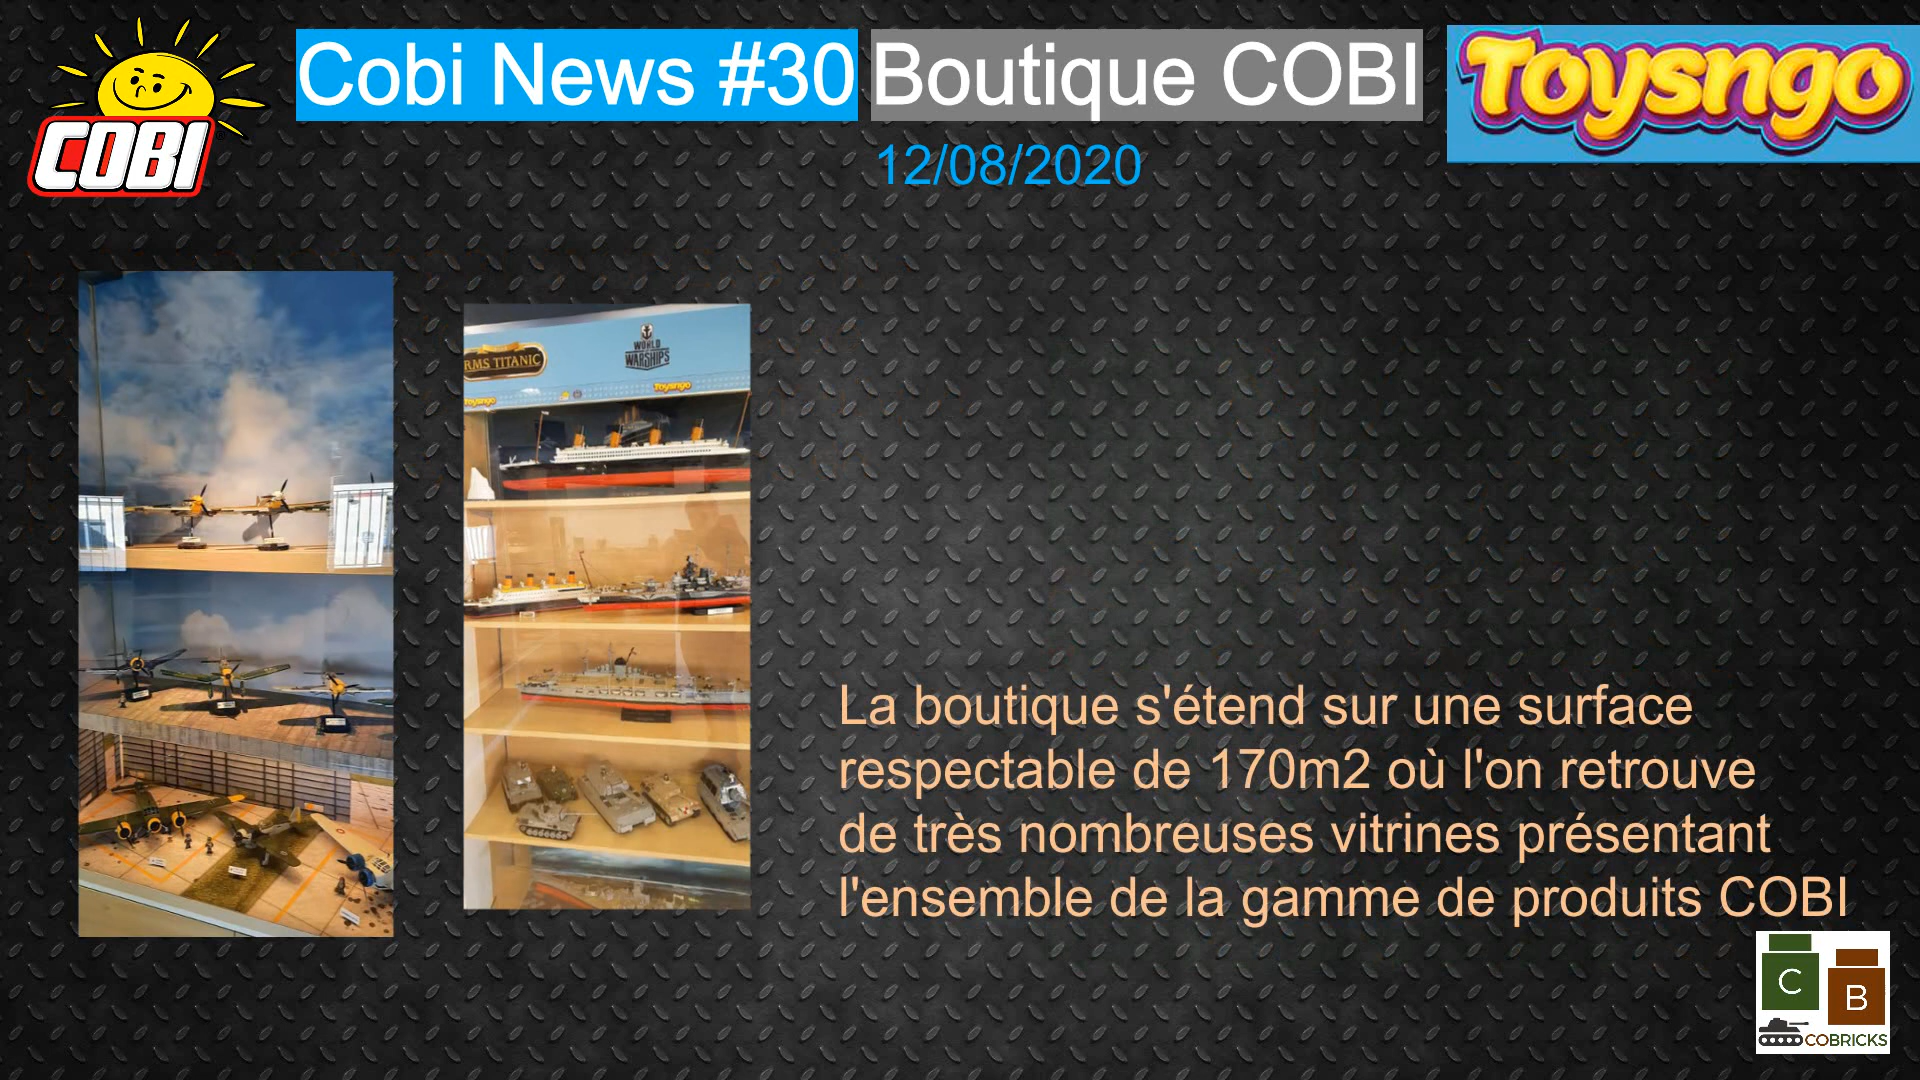 COBI
Cobi News #30 Boutique COBI
Toysngo
12/08/2020
RMS TITANIC
WORLD
WARSHIPS
Toysngo
Toysngo
La boutique s'étend sur une surface
respectable de 170m2 où l'on retrouve
de très nombreuses vitrines présentant
l'ensemble de la gamme de produits COBI
C
B
COBRICKS